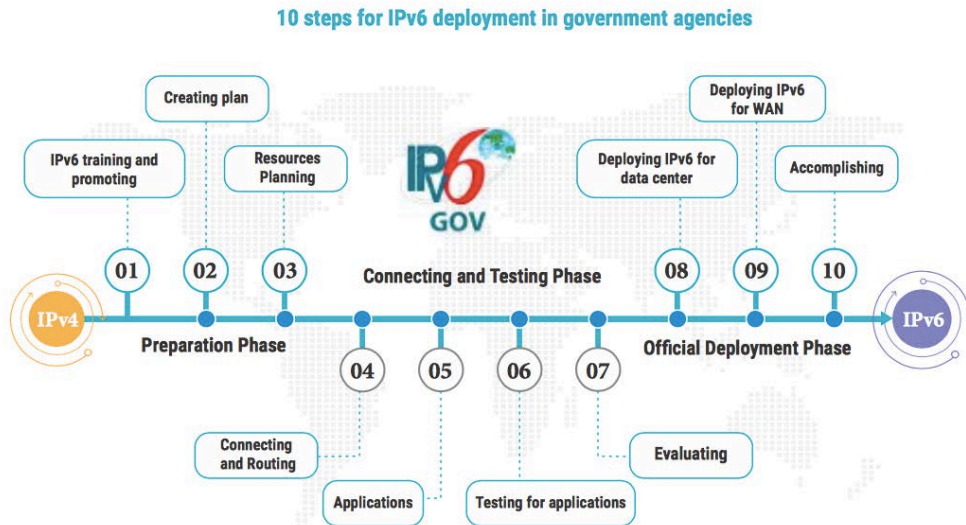 10 steps for IPv6 deployment in government agencies
Creating plan
Deploying IPv6
for WAN
IPv6 training and
promoting
Resources
Planning
IPv6
GOV
Deploying IPv6 for
data center
Accomplishing
01
02
03
Connecting and Testing Phase
08
09
10
IPv4
IPv6
Preparation Phase
Official Deployment Phase
04
05
06
07
Connecting
and Routing
Evaluating
Applications
Testing for applications